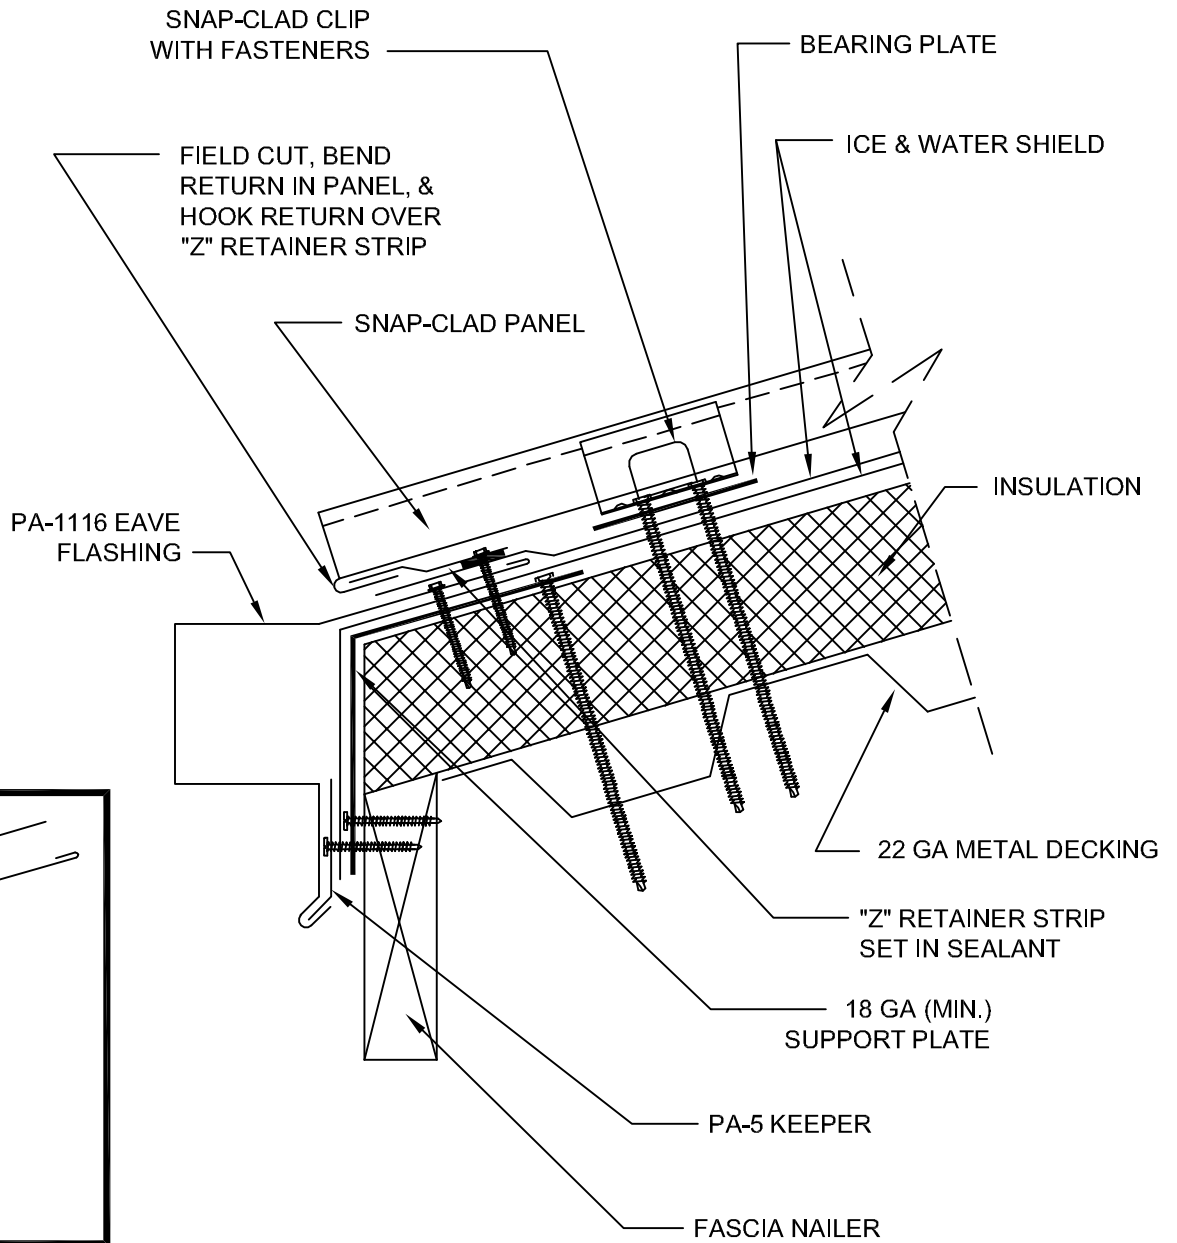 SNAP-CLAD CLIP
WITH FASTENERS
BEARING PLATE
ICE & WATER SHIELD
FIELD CUT, BEND
RETURN IN PANEL, &
HOOK RETURN OVER
"Z" RETAINER STRIP
SNAP-CLAD PANEL
INSULATION
PA-1116 EAVE
FLASHING
22 GA METAL DECKING
"Z" RETAINER STRIP
SET IN SEALANT
18 GA (MIN.)
SUPPORT PLATE
PA-5 KEEPER
FASCIA NAILER